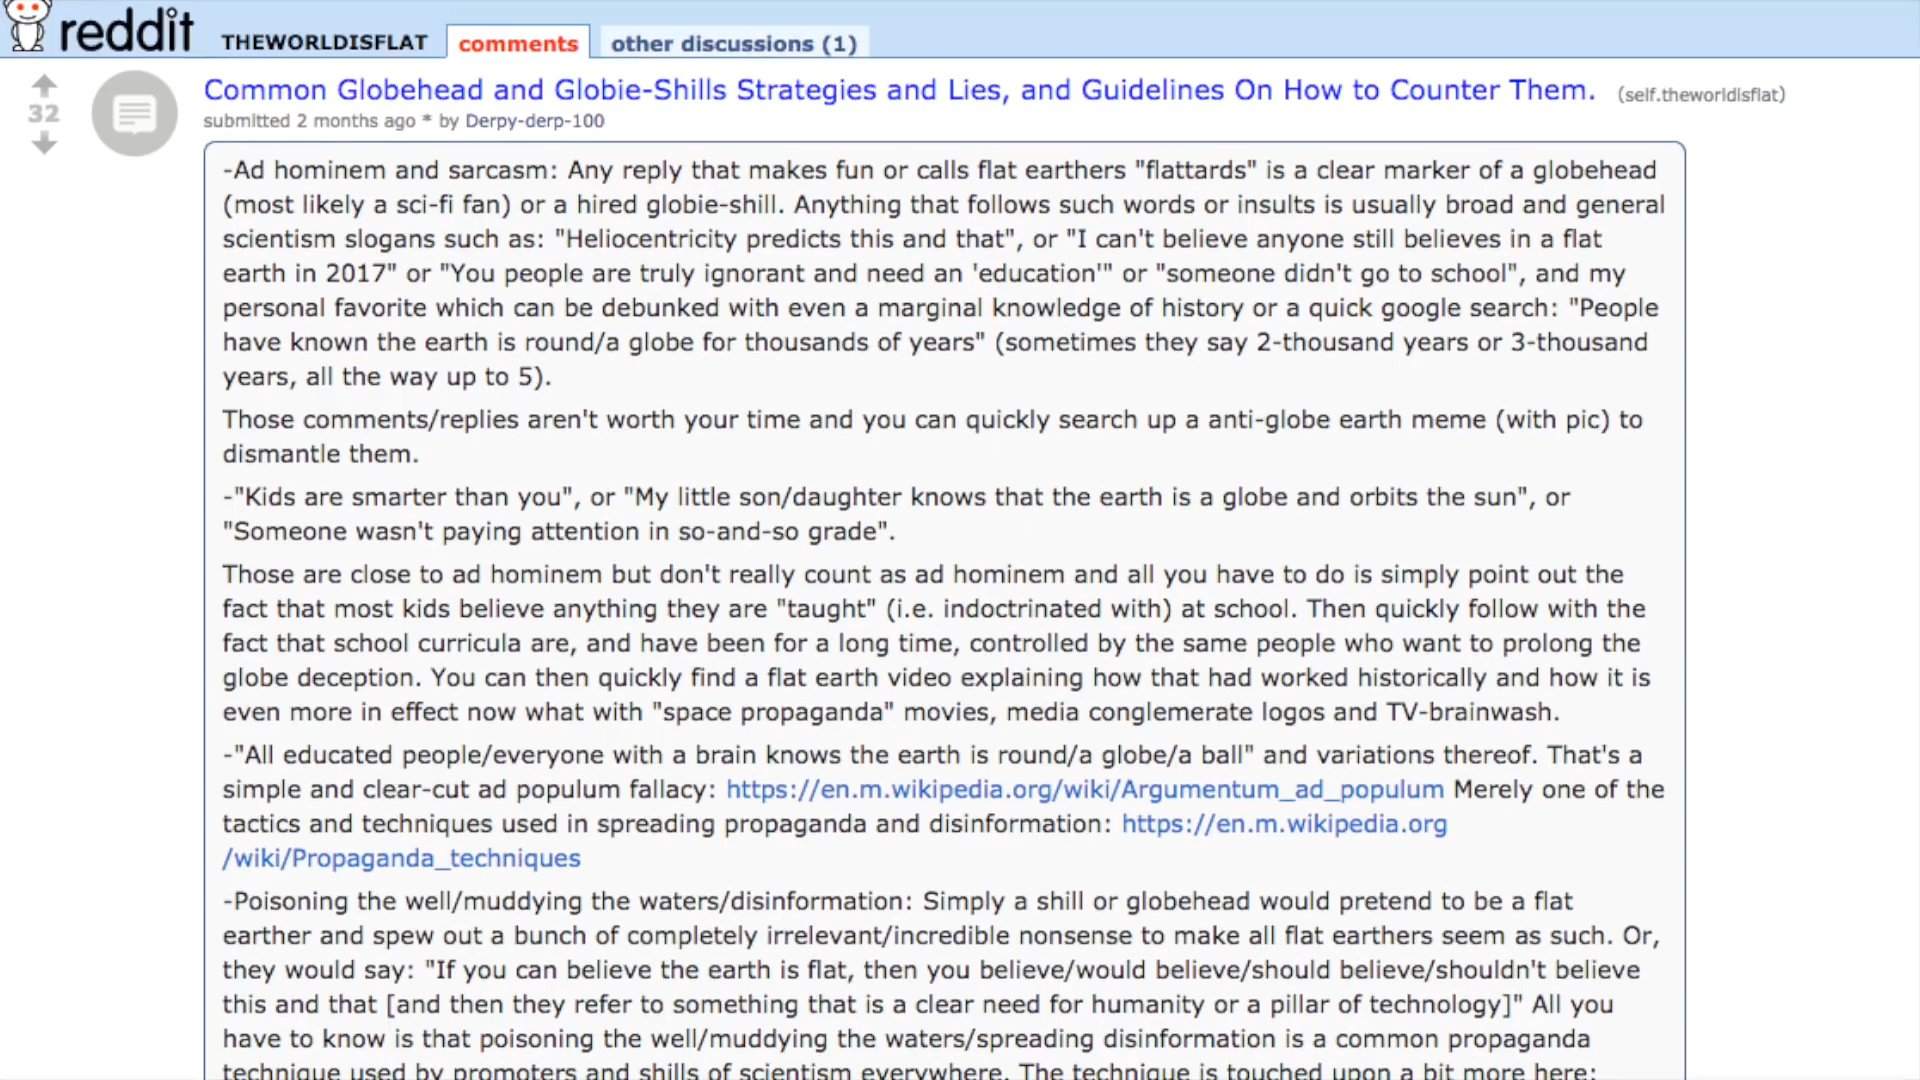 reddit THEWORLDISFLAT comments other discussions (1)
32
Common Globehead and Globie-Shills Strategies and Lies, and Guidelines On How to Counter Them. (self.theworldisflat)
submitted 2 months ago * by Derpy-derp-100
-Ad hominem and sarcasm: Any reply that makes fun or calls flat earthers "flattards" is a clear marker of a globehead
(most likely a sci-fi fan) or a hired globie-shill. Anything that follows such words or insults is usually broad and general
scientism slogans such as: "Heliocentricity predicts this and that", or "I can't believe anyone still believes in a flat
earth in 2017" or "You people are truly ignorant and need an 'education'" or "someone didn't go to school", and my
personal favorite which can be debunked with even a marginal knowledge of history or a quick google search: "People
have known the earth is round/a globe for thousands of years" (sometimes they say 2-thousand years or 3-thousand
years, all the way up to 5).
Those comments/replies aren't worth your time and you can quickly search up a anti-globe earth meme (with pic) to
dismantle them.
-"Kids are smarter than you", or "My little son/daughter knows that the earth is a globe and orbits the sun", or
"Someone wasn't paying attention in so-and-so grade".
Those are close to ad hominem but don't really count as ad hominem and all you have to do is simply point out the
fact that most kids believe anything they are "taught" (i.e. indoctrinated with) at school. Then quickly follow with the
fact that school curricula are, and have been for a long time, controlled by the same people who want to prolong the
globe deception. You can then quickly find a flat earth video explaining how that had worked historically and how it is
even more in effect now what with "space propaganda" movies, media conglemerate logos and TV-brainwash.
-"All educated people/everyone with a brain knows the earth is round/a globe/a ball" and variations thereof. That's a
simple and clear-cut ad populum fallacy: https://en.m.wikipedia.org/wiki/Argumentum_ad_populum Merely one of the
tactics and techniques used in spreading propaganda and disinformation: https://en.m.wikipedia.org
/wiki/Propaganda_techniques
-Poisoning the well/muddying the waters/disinformation: Simply a shill or globehead would pretend to be a flat
earther and spew out a bunch of completely irrelevant/incredible nonsense to make all flat earthers seem as such. Or,
they would say: "If you can believe the earth is flat, then you believe/would believe/should believe/shouldn't believe
this and that [and then they refer to something that is a clear need for humanity or a pillar of technology]" All you
have to know is that poisoning the well/muddying the waters/spreading disinformation is a common propaganda
technique used by promoters and shills of scientism everywhere. The technique is touched upon a bit more here: